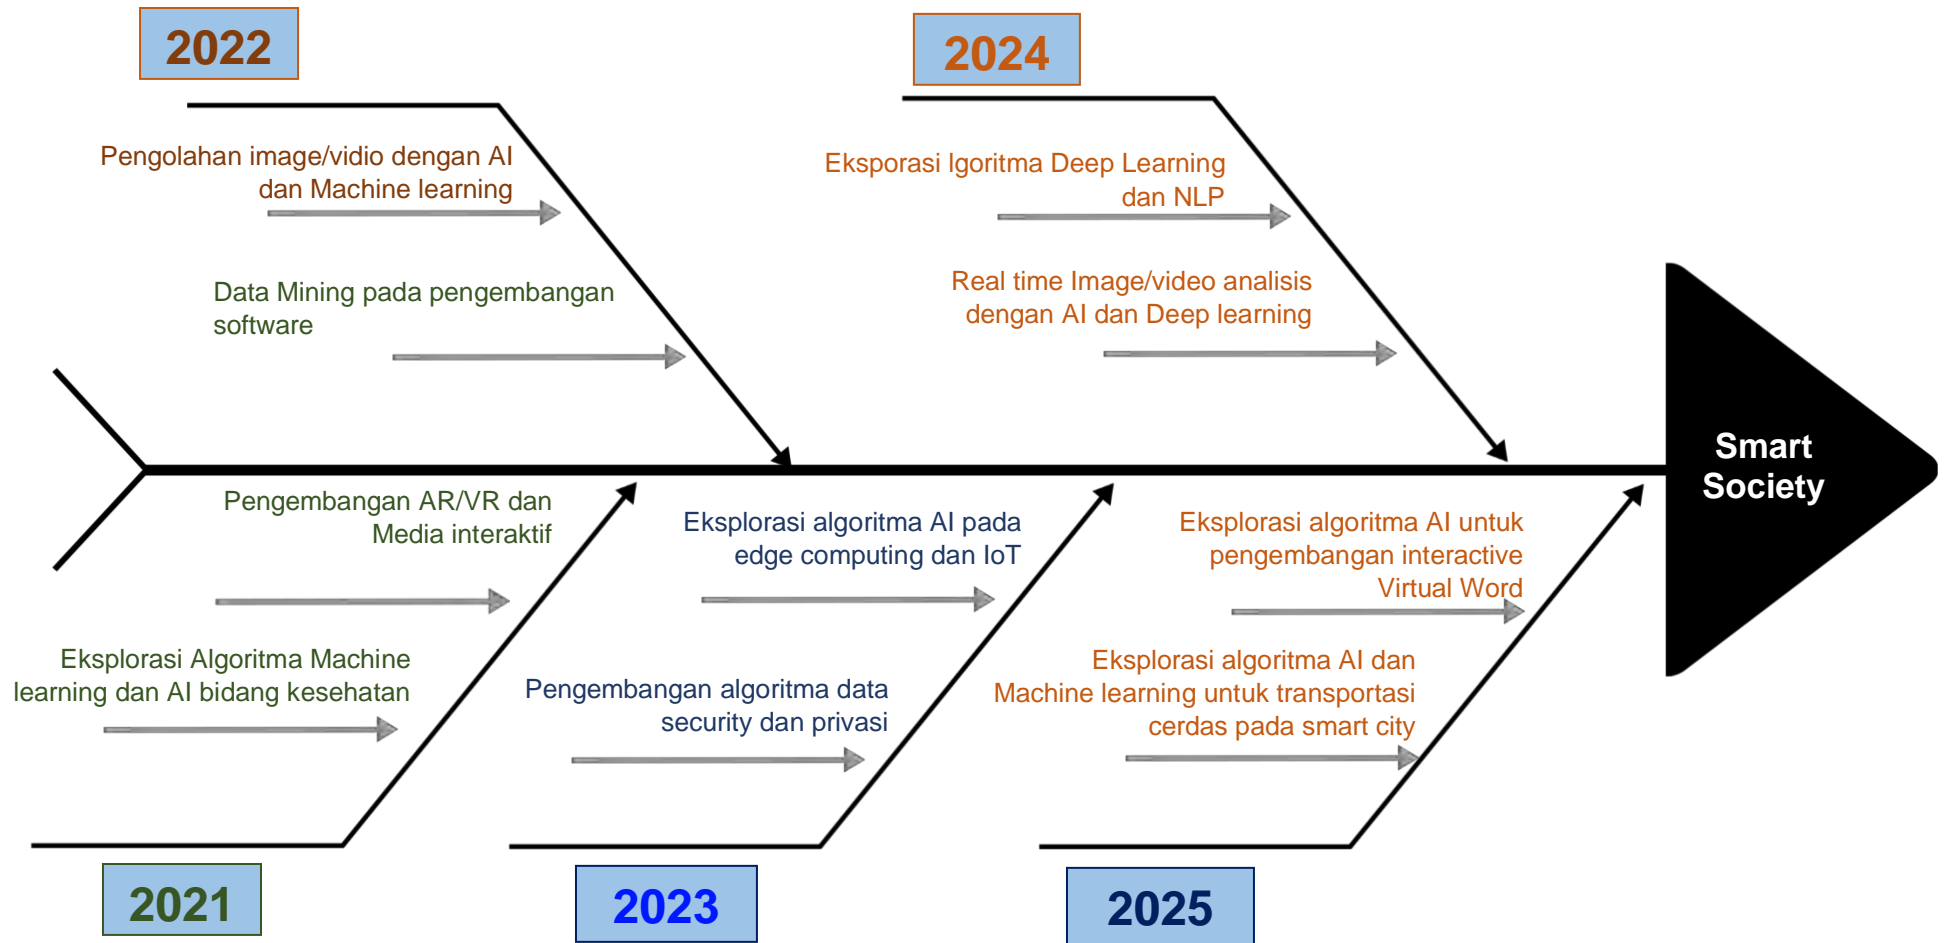 2022
2024
Pengolahan image/vidio dengan AI
dan Machine learning
Eksporasi lgoritma Deep Learning
dan NLP
Data Mining pada pengembangan
software
Real time Image/video analisis
dengan AI dan Deep learning
Smart
Society
Pengembangan AR/VR dan
Media interaktif
Eksplorasi algoritma AI pada
edge computing dan IoT
Eksplorasi algoritma AI untuk
pengembangan interactive
Virtual Word
Eksplorasi Algoritma Machine
learning dan AI bidang kesehatan
Pengembangan algoritma data
security dan privasi
Eksplorasi algoritma AI dan
Machine learning untuk transportasi
cerdas pada smart city
2021
2023
2025